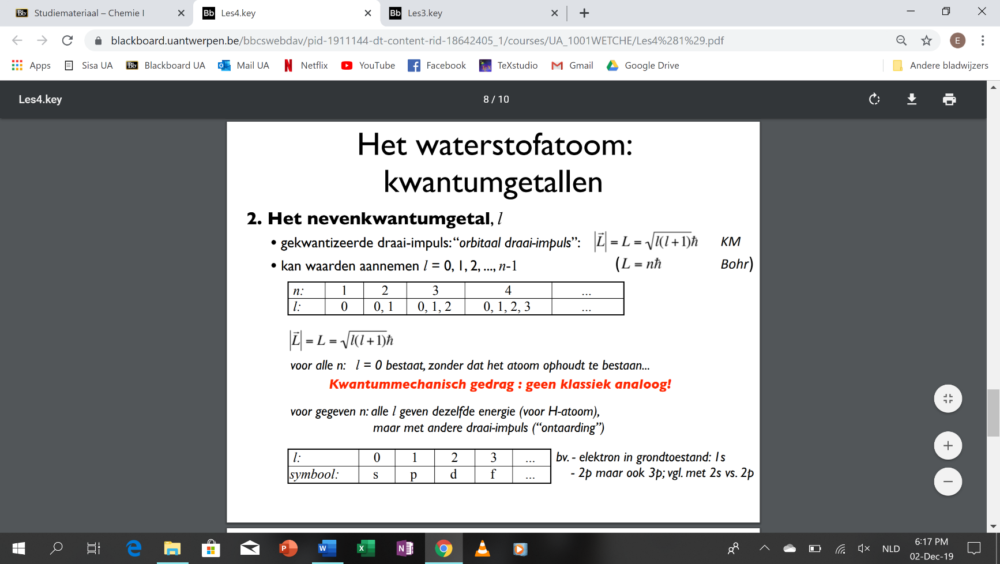 Studiemateriaal – Chemie I
Les4.key
Les3.key
blackboard.uantwerpen.be/bbcswebdav/pid-1911144-dt-content-rid-18642405_1/courses/UA_1001WETCHE/Les4%281%29.pdf
E
Apps
Sisa UA
Blackboard UA
Mail UA
Netflix
YouTube
Facebook
TeXstudio
Gmail
Google Drive
Andere bladwijzers
Les4.key
8 / 10
Het waterstofatoom:
kwantumgetallen
2. Het nevenkwantumgetal, l
• gekwantizeerde draai-impuls: “orbitaal draai-impuls”: |L⃗| = L = √l(l+1)ħ KM
• kan waarden aannemen l = 0, 1, 2, ..., n-1 (L = nħ Bohr)
n: 1 2 3 4 ...
l: 0 0, 1 0, 1, 2 0, 1, 2, 3 ...
|L⃗| = L = √l(l+1)ħ
voor alle n: l = 0 bestaat, zonder dat het atoom ophoudt te bestaan...
Kwantummechanisch gedrag : geen klassiek analoog!
voor gegeven n: alle l geven dezelfde energie (voor H-atoom),
maar met andere draai-impuls (“ontaarding”)
l: 0 1 2 3 ...
symbool: s p d f ...
bv. - elektron in grondtoestand: 1s
- 2p maar ook 3p; vgl. met 2s vs. 2p
NLD
6:17 PM
02-Dec-19